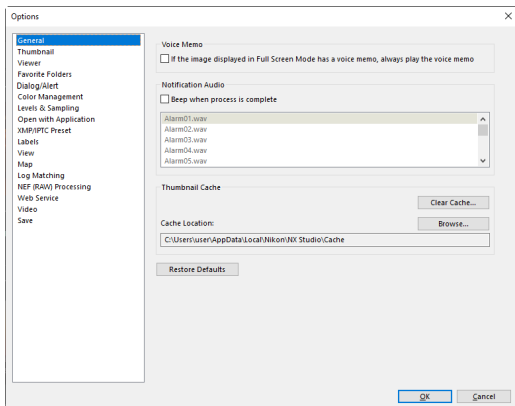 Options
General
Thumbnail
Viewer
Favorite Folders
Dialog/Alert
Color Management
Levels & Sampling
Open with Application
XMP/IPTC Preset
Labels
View
Map
Log Matching
NEF (RAW) Processing
Web Service
Video
Save
Voice Memo
If the image displayed in Full Screen Mode has a voice memo, always play the voice memo
Notification Audio
Beep when process is complete
Alarm01.wav
Alarm02.wav
Alarm03.wav
Alarm04.wav
Alarm05.wav
Thumbnail Cache
Clear Cache...
Cache Location:
Browse...
C:\Users\user\AppData\Local\Nikon\NX Studio\Cache
Restore Defaults
OK
Cancel